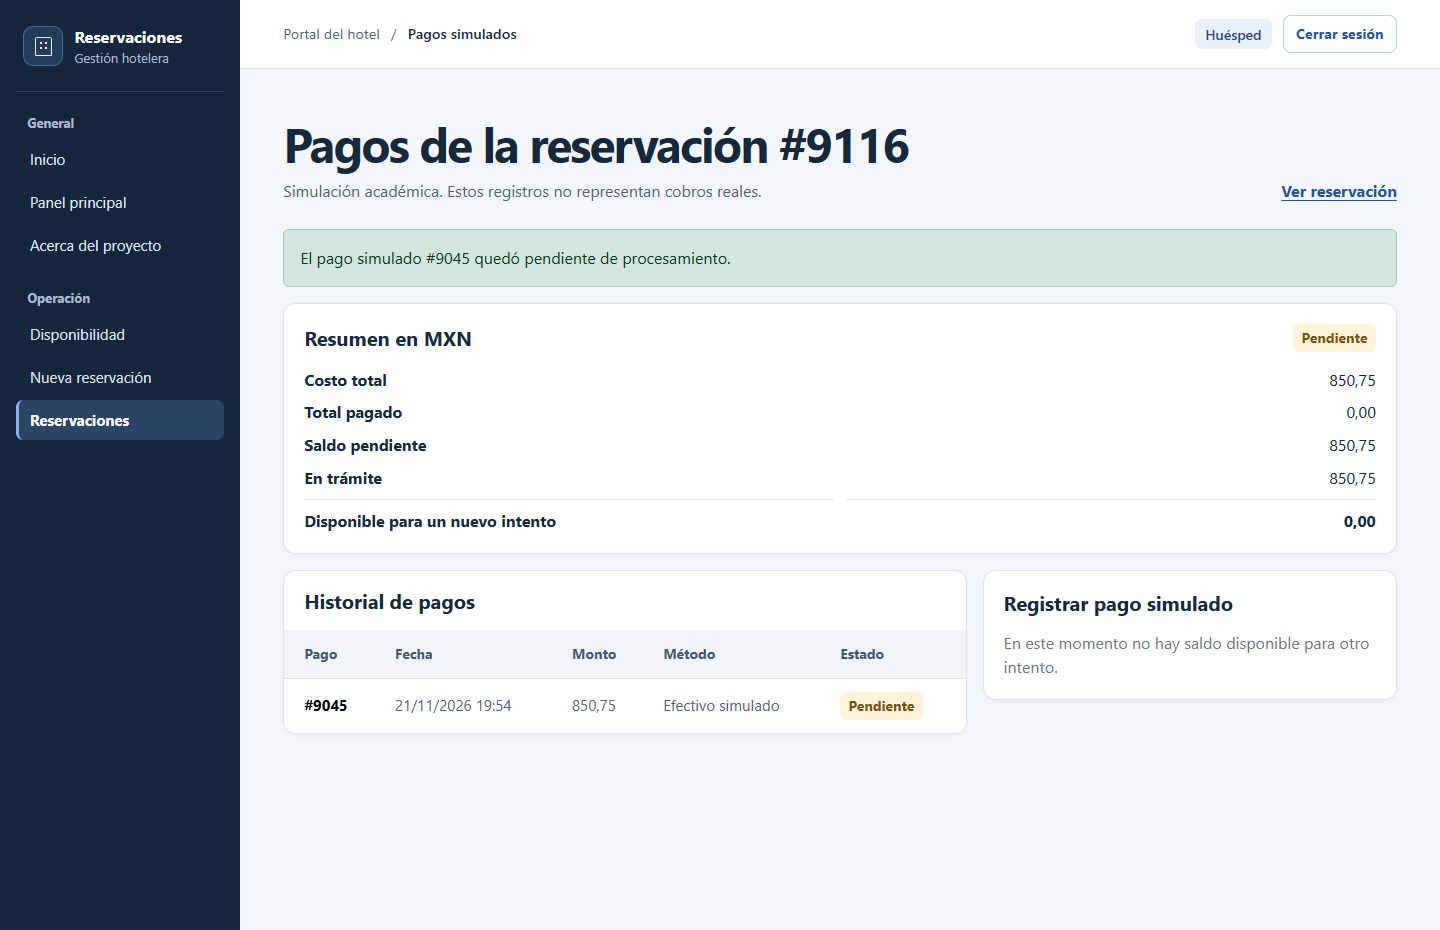 Reservaciones
Gestión hotelera
General
Inicio
Panel principal
Acerca del proyecto
Operación
Disponibilidad
Nueva reservación
Reservaciones
Portal del hotel / Pagos simulados
Huésped
Cerrar sesión
Pagos de la reservación #9116
Simulación académica. Estos registros no representan cobros reales.
Ver reservación
El pago simulado #9045 quedó pendiente de procesamiento.
Resumen en MXN
Pendiente
Costo total 850,75
Total pagado 0,00
Saldo pendiente 850,75
En trámite 850,75
Disponible para un nuevo intento 0,00
Historial de pagos
Pago Fecha Monto Método Estado
#9045 21/11/2026 19:54 850,75 Efectivo simulado Pendiente
Registrar pago simulado
En este momento no hay saldo disponible para otro
intento.